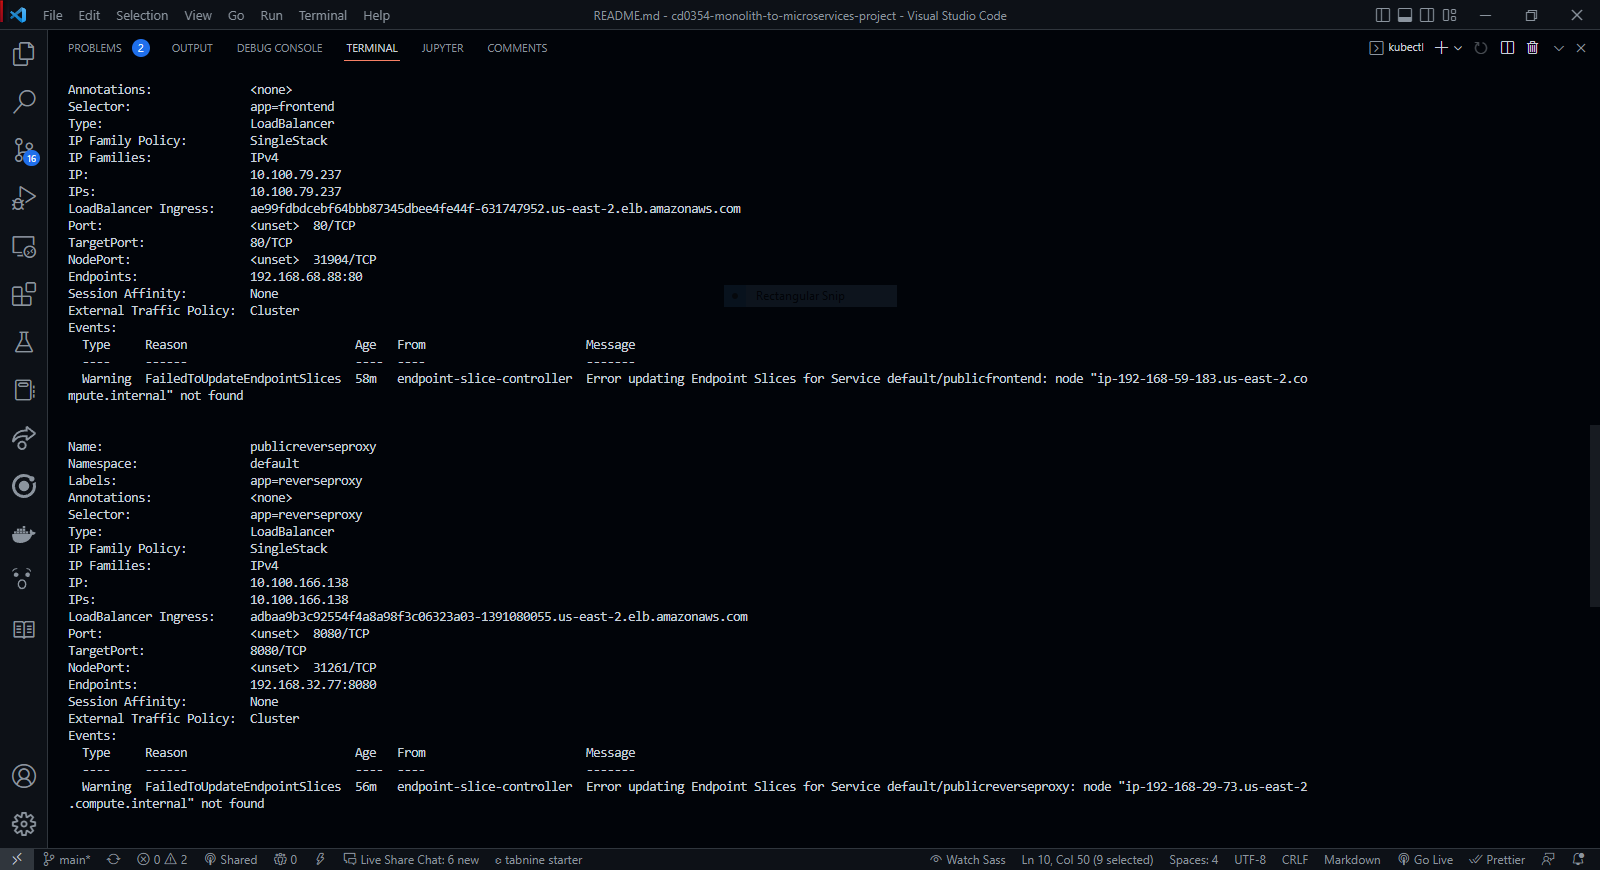 File Edit Selection View Go Run Terminal Help README.md - cd0354-monolith-to-microservices-project - Visual Studio Code
PROBLEMS 2 OUTPUT DEBUG CONSOLE TERMINAL JUPYTER COMMENTS kubectl
Annotations: <none>
Selector: app=frontend
Type: LoadBalancer
IP Family Policy: SingleStack
IP Families: IPv4
IP: 10.100.79.237
IPs: 10.100.79.237
LoadBalancer Ingress: ae99fdbdcebf64bbb87345dbee4fe44f-631747952.us-east-2.elb.amazonaws.com
Port: <unset> 80/TCP
TargetPort: 80/TCP
NodePort: <unset> 31904/TCP
Endpoints: 192.168.68.88:80
Session Affinity: None
Rectangular Snip
External Traffic Policy: Cluster
Events:
Type Reason Age From Message
---- ------ ---- ---- -------
Warning FailedToUpdateEndpointSlices 58m endpoint-slice-controller Error updating Endpoint Slices for Service default/publicfrontend: node "ip-192-168-59-183.us-east-2.co
mpute.internal" not found
Name: publicreverseproxy
Namespace: default
Labels: app=reverseproxy
Annotations: <none>
Selector: app=reverseproxy
Type: LoadBalancer
IP Family Policy: SingleStack
IP Families: IPv4
IP: 10.100.166.138
IPs: 10.100.166.138
LoadBalancer Ingress: adbaa9b3c92554f4a8a98f3c06323a03-1391080055.us-east-2.elb.amazonaws.com
Port: <unset> 8080/TCP
TargetPort: 8080/TCP
NodePort: <unset> 31261/TCP
Endpoints: 192.168.32.77:8080
Session Affinity: None
External Traffic Policy: Cluster
Events:
Type Reason Age From Message
---- ------ ---- ---- -------
Warning FailedToUpdateEndpointSlices 56m endpoint-slice-controller Error updating Endpoint Slices for Service default/publicreverseproxy: node "ip-192-168-29-73.us-east-2
.compute.internal" not found
16
main* 0 2 Shared 0 Live Share Chat: 6 new tabnine starter Watch Sass Ln 10, Col 50 (9 selected) Spaces: 4 UTF-8 CRLF Markdown Go Live Prettier